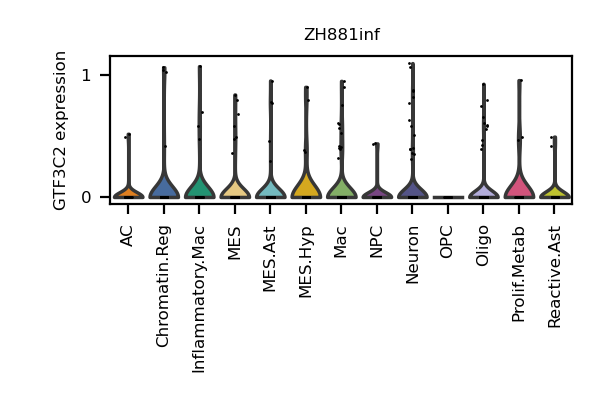 ZH881inf
GTF3C2 expression
1
0
AC
Chromatin.Reg
Inflammatory.Mac
MES
MES.Ast
MES.Hyp
Mac
NPC
Neuron
OPC
Oligo
Prolif.Metab
Reactive.Ast